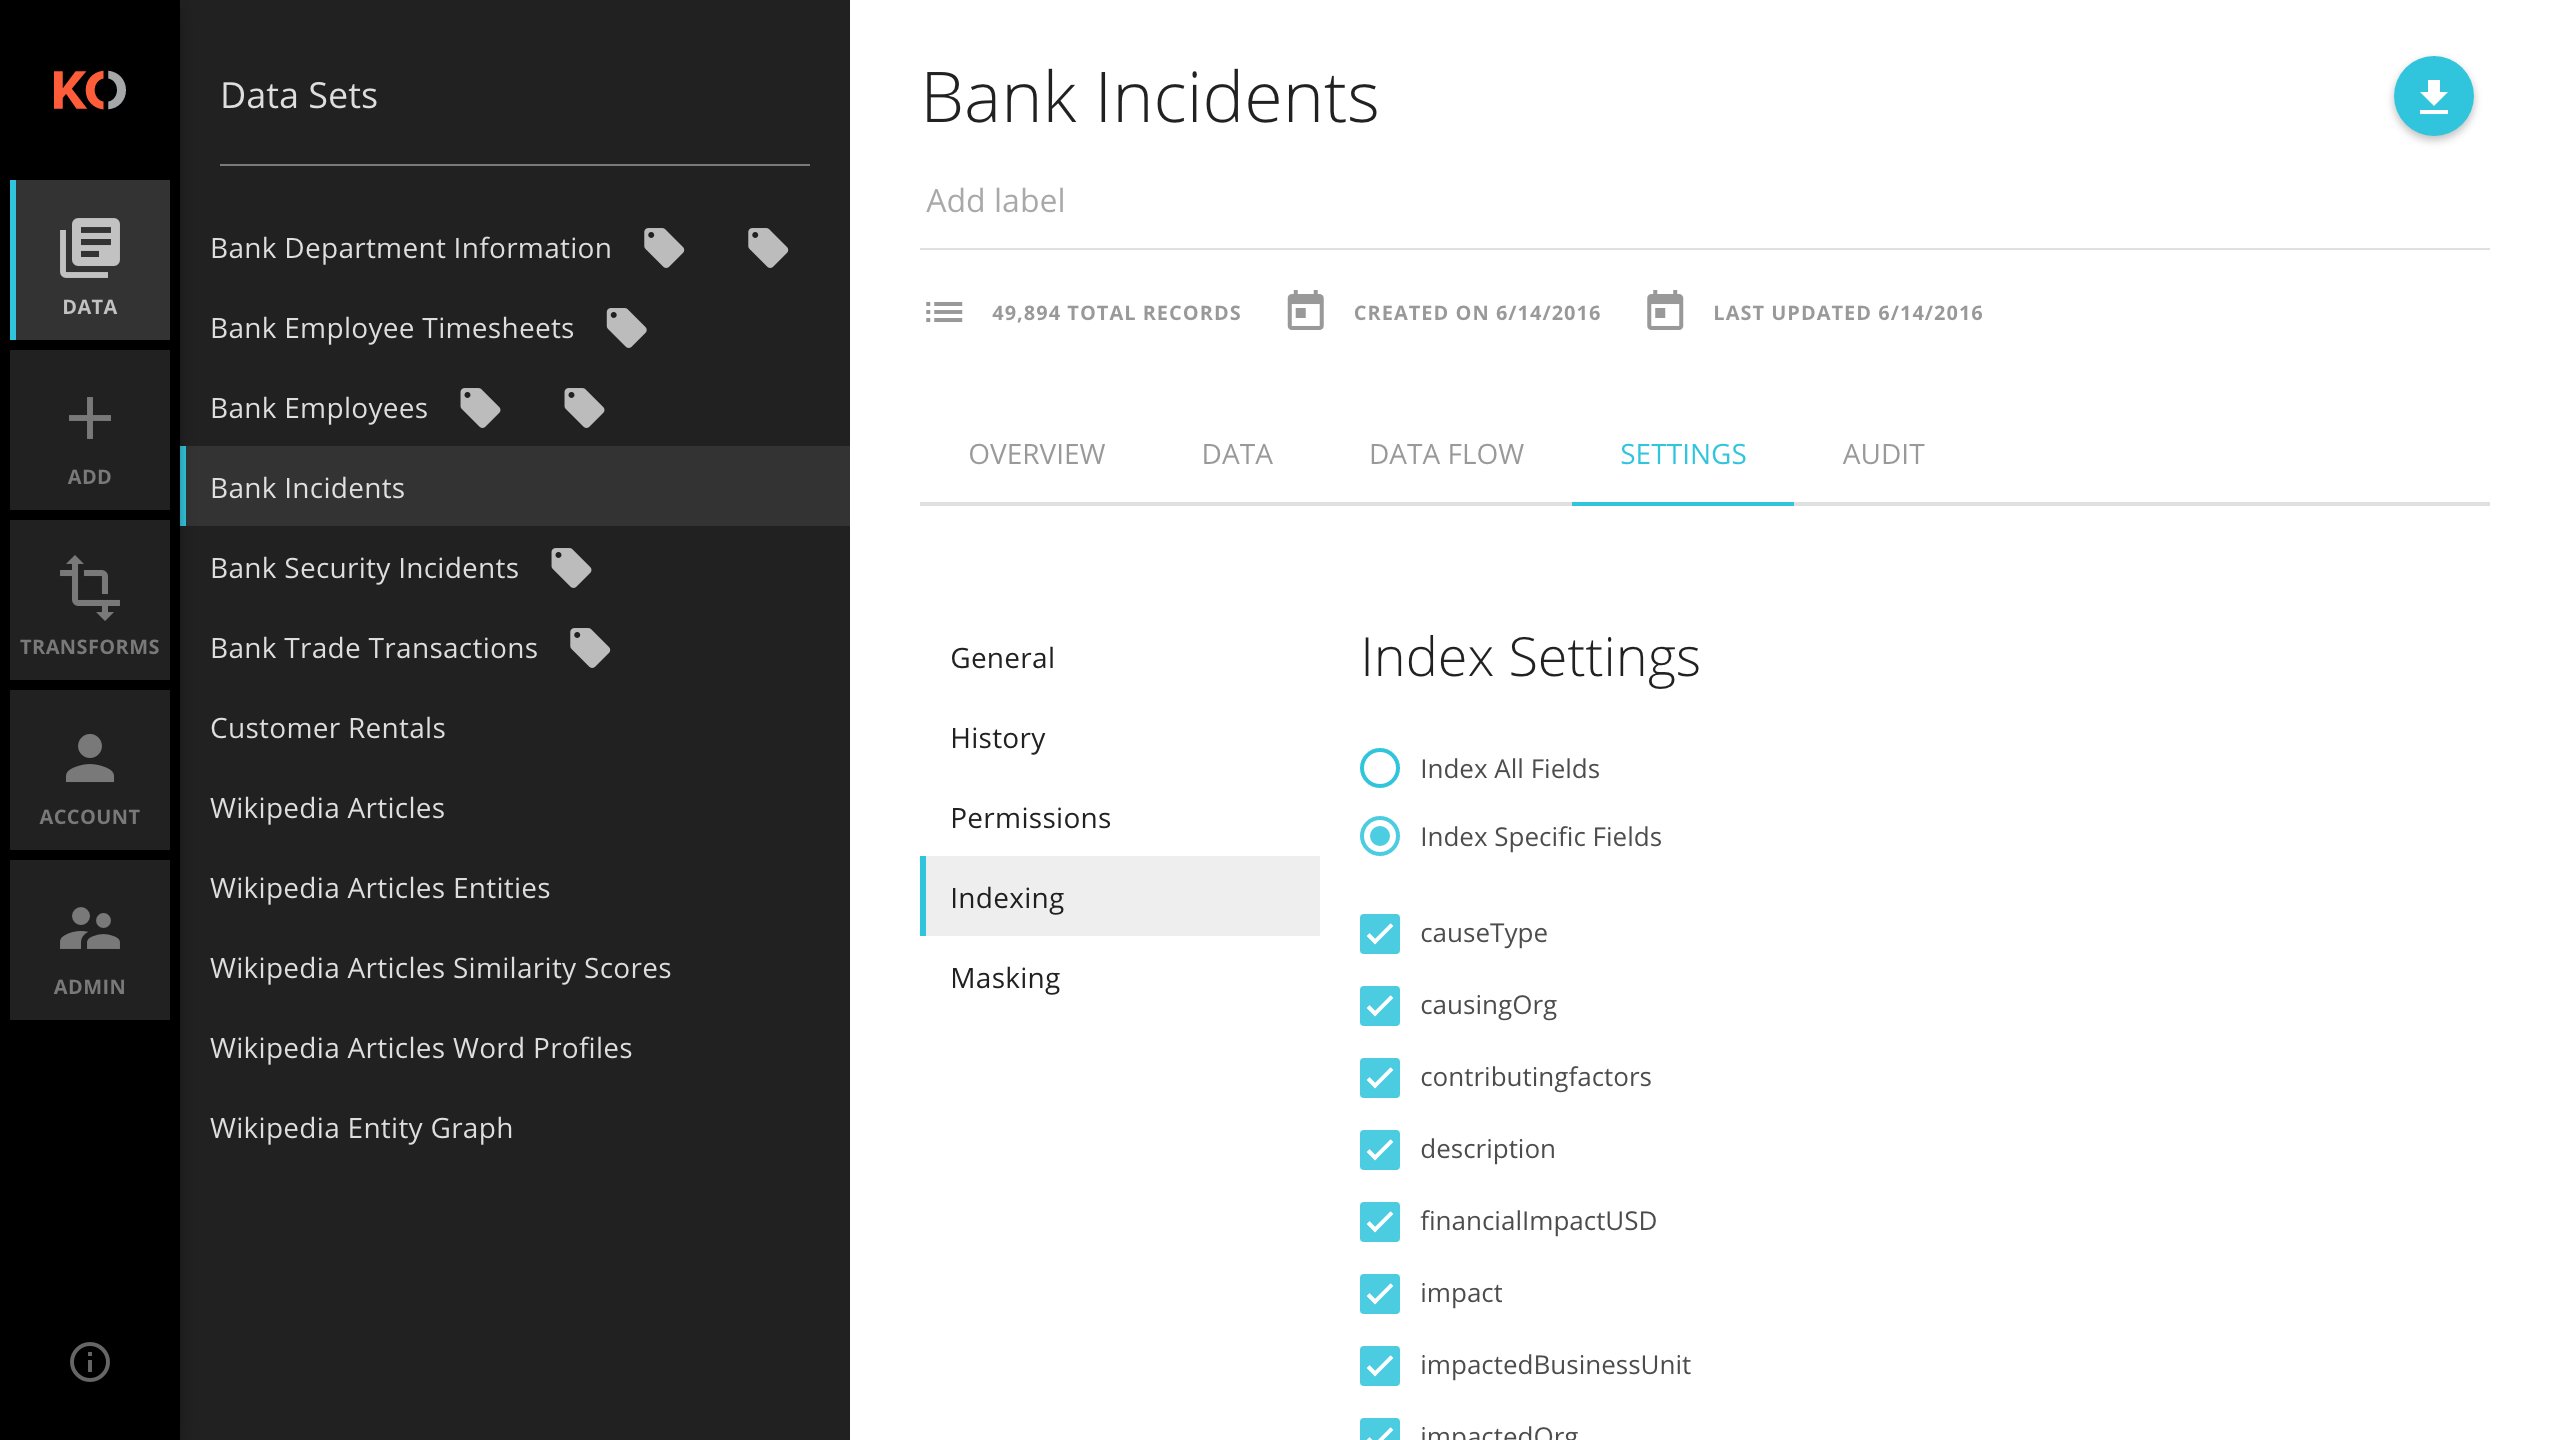 KO
DATA
ADD
TRANSFORMS
ACCOUNT
ADMIN
Data Sets
Bank Department Information
Bank Employee Timesheets
Bank Employees
Bank Incidents
Bank Security Incidents
Bank Trade Transactions
Customer Rentals
Wikipedia Articles
Wikipedia Articles Entities
Wikipedia Articles Similarity Scores
Wikipedia Articles Word Profiles
Wikipedia Entity Graph
Bank Incidents
Add label
49,894 TOTAL RECORDS CREATED ON 6/14/2016 LAST UPDATED 6/14/2016
OVERVIEW DATA DATA FLOW SETTINGS AUDIT
General
History
Permissions
Indexing
Masking
Index Settings
Index All Fields
Index Specific Fields
causeType
causingOrg
contributingfactors
description
financialImpactUSD
impact
impactedBusinessUnit
impactedOrg